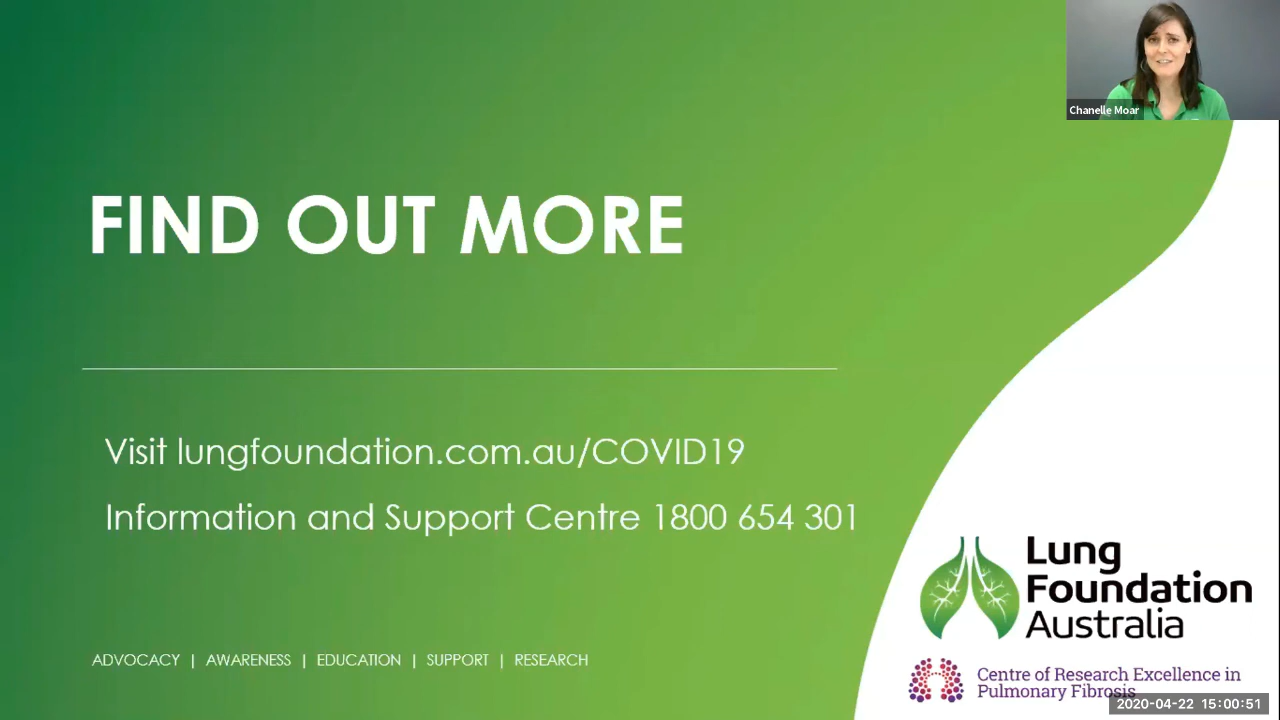 Chanelle Moar
FIND OUT MORE
Visit lungfoundation.com.au/COVID19
Information and Support Centre 1800 654 301
Lung
Foundation
Australia
ADVOCACY | AWARENESS | EDUCATION | SUPPORT | RESEARCH
Centre of Research Excellence in
Pulmonary Fibrosis
2020-04-22 15:00:51